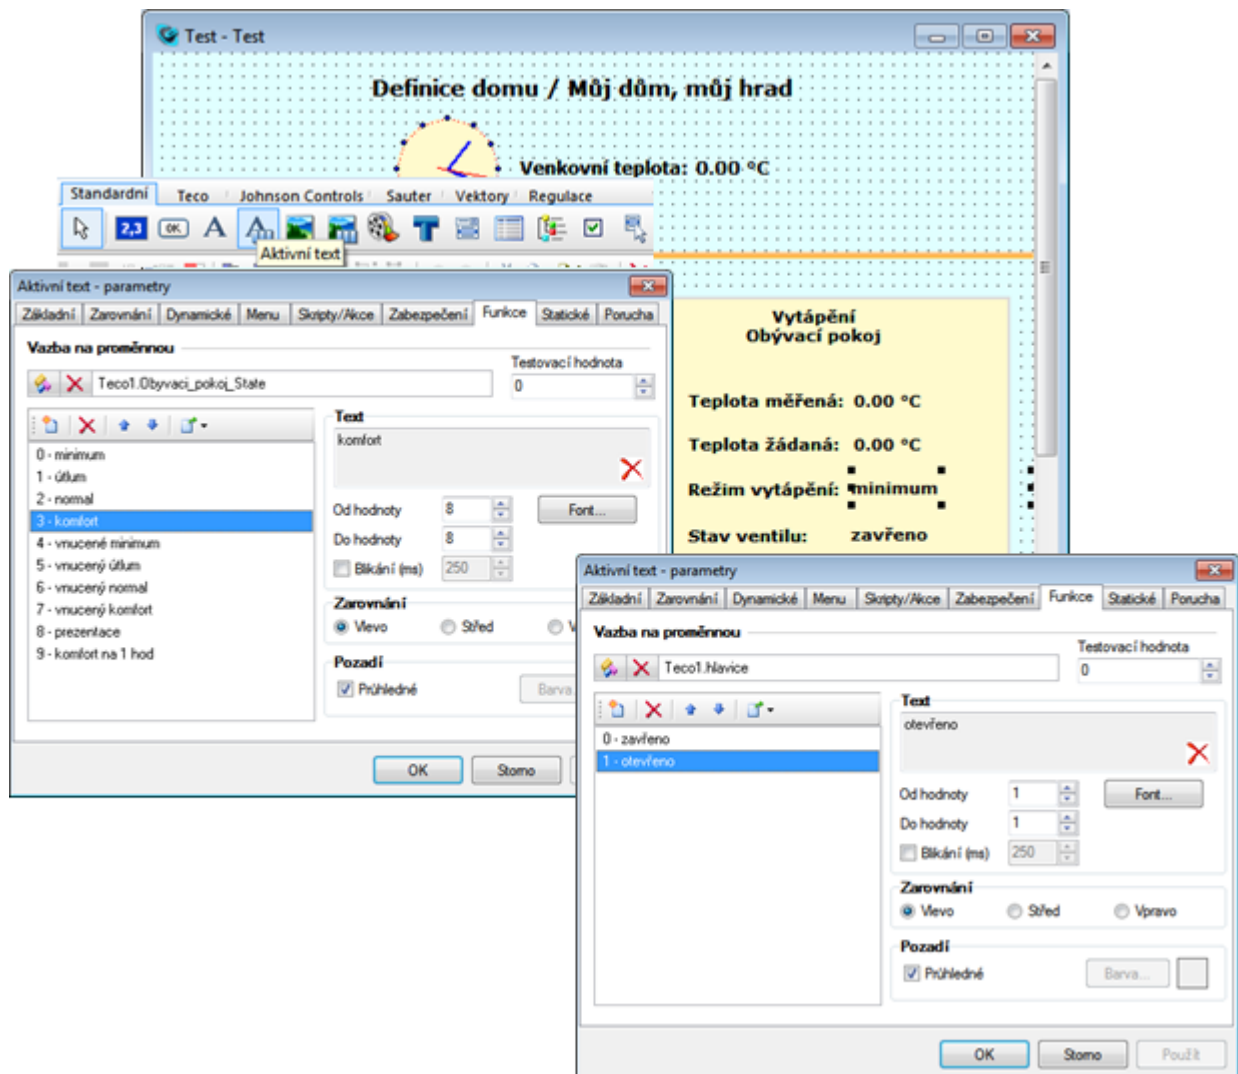 Test - Test
Definice domu / Můj dům, můj hrad
Venkovní teplota: 0.00 °C
Standardní Teco Johnson Controls Sauter Vektory Regulace
2,3 OK A A T
Aktivní text
Vytápění
Obývací pokoj
Teplota měřená: 0.00 °C
Teplota žádaná: 0.00 °C
Režim vytápění: minimum
Stav ventilu: zavřeno
Aktivní text - parametry
Základní Zarovnání Dynamické Menu Skripty/Akce Zabezpečení Funkce Statické Porucha
Vazba na proměnnou
Testovací hodnota
Teco1.Obyvaci_pokoj_State 0
Text
komfort
0 - minimum
1 - útlum
2 - normal
3 - komfort
4 - vnucené minimum
5 - vnucený útlum
6 - vnucený normal
7 - vnucený komfort
8 - prezentace
9 - komfort na 1 hod
Od hodnoty 8 Font...
Do hodnoty 8
Blikání (ms) 250
Zarovnání
Vlevo Střed V
Pozadí
Průhledné Barva...
OK Storno
Aktivní text - parametry
Základní Zarovnání Dynamické Menu Skripty/Akce Zabezpečení Funkce Statické Porucha
Vazba na proměnnou
Testovací hodnota
Teco1.hlavice 0
Text
otevřeno
0 - zavřeno
1 - otevřeno
Od hodnoty 1 Font...
Do hodnoty 1
Blikání (ms) 250
Zarovnání
Vlevo Střed Vpravo
Pozadí
Průhledné Barva...
OK Storno Použít